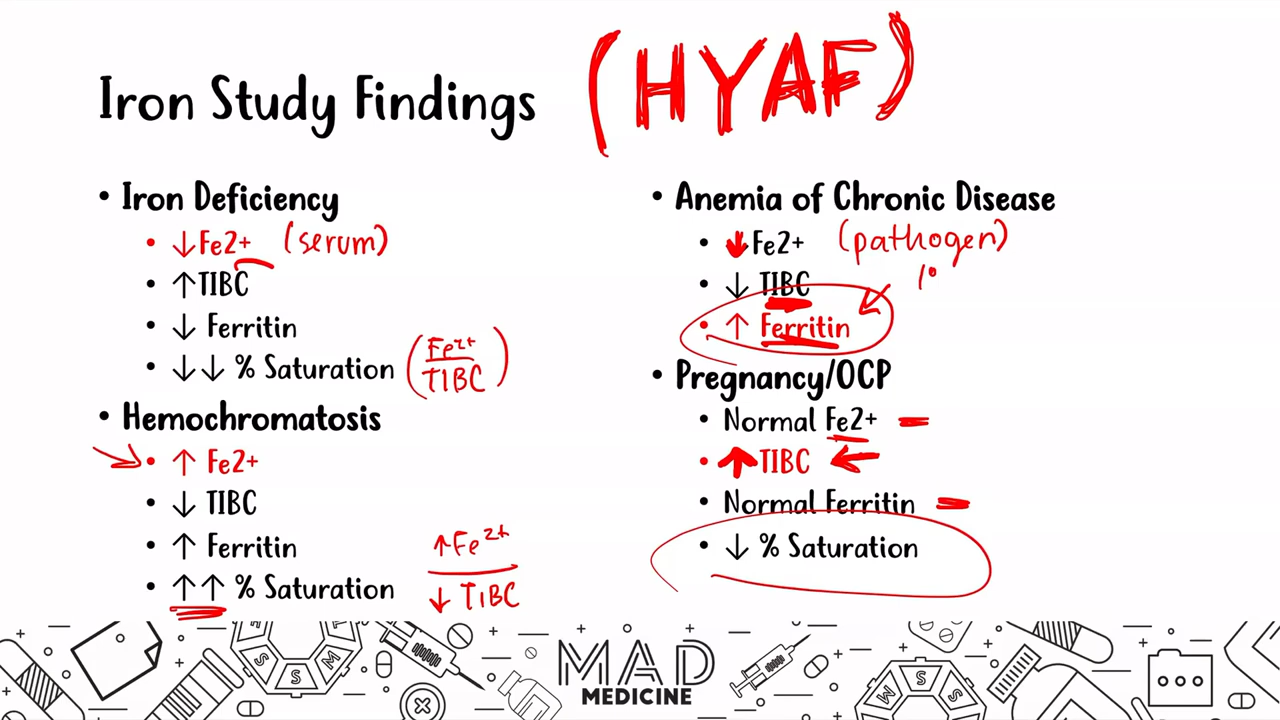 Iron Study Findings (HYAF)
• Iron Deficiency
• ↓Fe2+ (serum)
• ↑TIBC
• ↓ Ferritin
• ↓↓ % Saturation (Fe²⁺/TIBC)
• Hemochromatosis
• ↑ Fe2+
• ↓ TIBC
• ↑ Ferritin
• ↑↑ % Saturation
↑Fe²⁺
↓ TIBC
• Anemia of Chronic Disease
• ↓Fe2+ (pathogen)
• ↓ TIBC
• ↑ Ferritin
• Pregnancy/OCP
• Normal Fe2+
• ↑TIBC ←
• Normal Ferritin
• ↓ % Saturation
S S M
MAD
MEDICINE
M S S